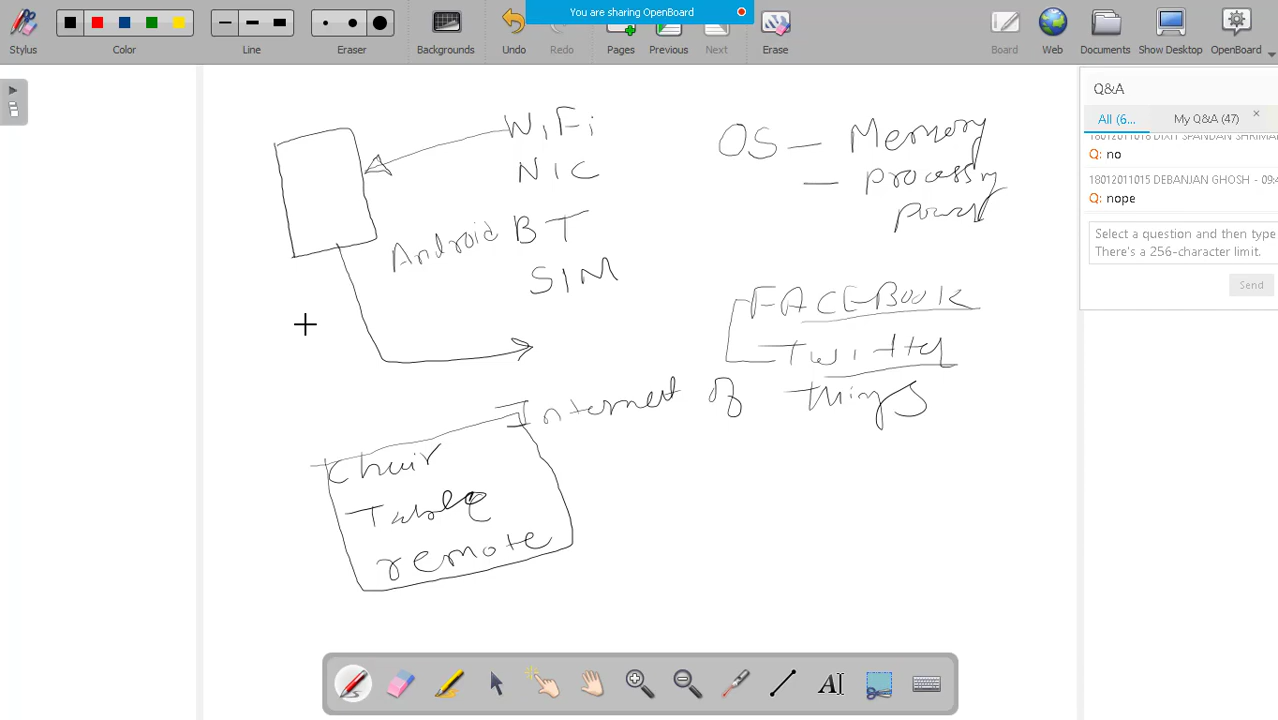 You are sharing OpenBoard
Stylus
Color
Line
Eraser
Backgrounds
Undo
Redo
Pages
Previous
Next
Erase
Board
Web
Documents
Show Desktop
OpenBoard
WiFi
NIC
Android BT
SIM
OS - Memory
- processing
power
FACEBOOK
Twitter
Internet of things
Chair
Table
remote
Q&A
All (6...
My Q&A (47)
Q: no
18012011015 DEBANJAN GHOSH - 09:4
Q: nope
Select a question and then type
There's a 256-character limit.
Send